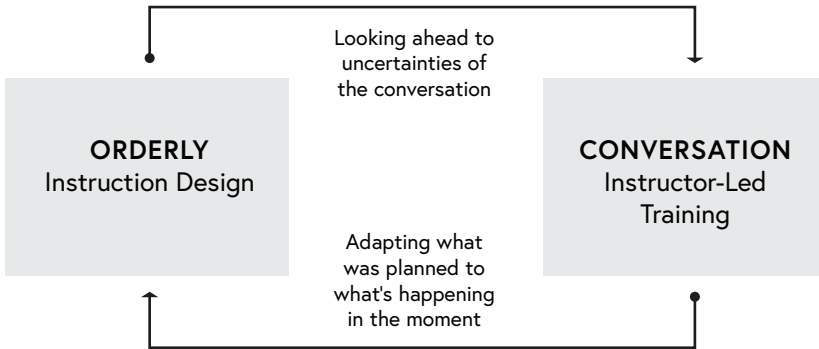 Looking ahead to
uncertainties of
the conversation
ORDERLY
Instruction Design
CONVERSATION
Instructor-Led
Training
Adapting what
was planned to
what's happening
in the moment